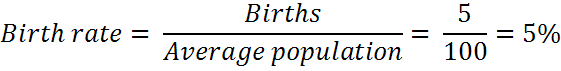 Birth rate = Births / Average population = 5 / 100 = 5%